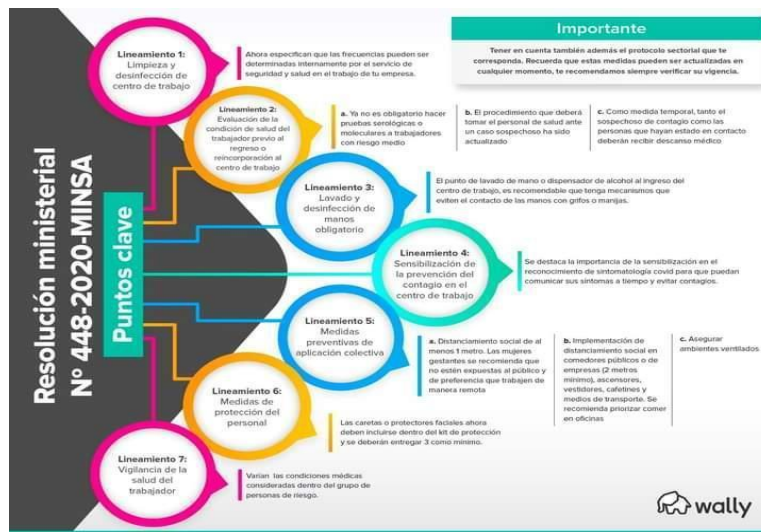 Resolución ministerial
N° 448-2020-MINSA
Puntos clave
Importante
Tener en cuenta también además el protocolo sectorial que te
corresponda. Recuerda que estas medidas pueden ser actualizadas en
cualquier momento, te recomendamos siempre verificar su vigencia.
Lineamiento 1:
Limpieza y
desinfección de
centro de trabajo
Ahora especifican que las frecuencias pueden ser
determinadas internamente por el servicio de
seguridad y salud en el trabajo de tu empresa.
Lineamiento 2:
Evaluación de la
condición de salud del
trabajador previo al
regreso o
reincorporación al
centro de trabajo
a. Ya no es obligatorio hacer
pruebas serológicas o
moleculares a trabajadores
con riesgo medio
b. El procedimiento que deberá
tomar el personal de salud ante
un caso sospechoso ha sido
actualizado
c. Como medida temporal, tanto el
sospechoso de contagio como las
personas que hayan estado en contacto
deberán recibir descanso médico
Lineamiento 3:
Lavado y
desinfección de
manos
obligatorio
El punto de lavado de mano o dispensador de alcohol al ingreso del
centro de trabajo, es recomendable que tenga mecanismos que
eviten el contacto de las manos con grifos o manijas.
Lineamiento 4:
Sensibilización de
la prevención del
contagio en el
centro de trabajo
Se destaca la importancia de la sensibilización en el
reconocimiento de sintomatología covid para que puedan
comunicar sus síntomas a tiempo y evitar contagios.
Lineamiento 5:
Medidas
preventivas de
aplicación colectiva
a. Distanciamiento social de al
menos 1 metro. Las mujeres
gestantes se recomienda que
no estén expuestas al público y
de preferencia que trabajen de
manera remota
b. Implementación de
distanciamiento social en
comedores públicos o de
empresas (2 metros
mínimo), ascensores,
vestidores, cafetines y
medios de transporte. Se
recomienda priorizar comer
en oficinas
c. Asegurar
ambientes ventilados
Lineamiento 6:
Medidas de
protección del
personal
Las caretas o protectores faciales ahora
deben incluirse dentro del kit de protección
y se deberán entregar 3 como mínimo.
Lineamiento 7:
Vigilancia de la
salud del
trabajador
Varían las condiciones médicas
consideradas dentro del grupo de
personas de riesgo.
wally